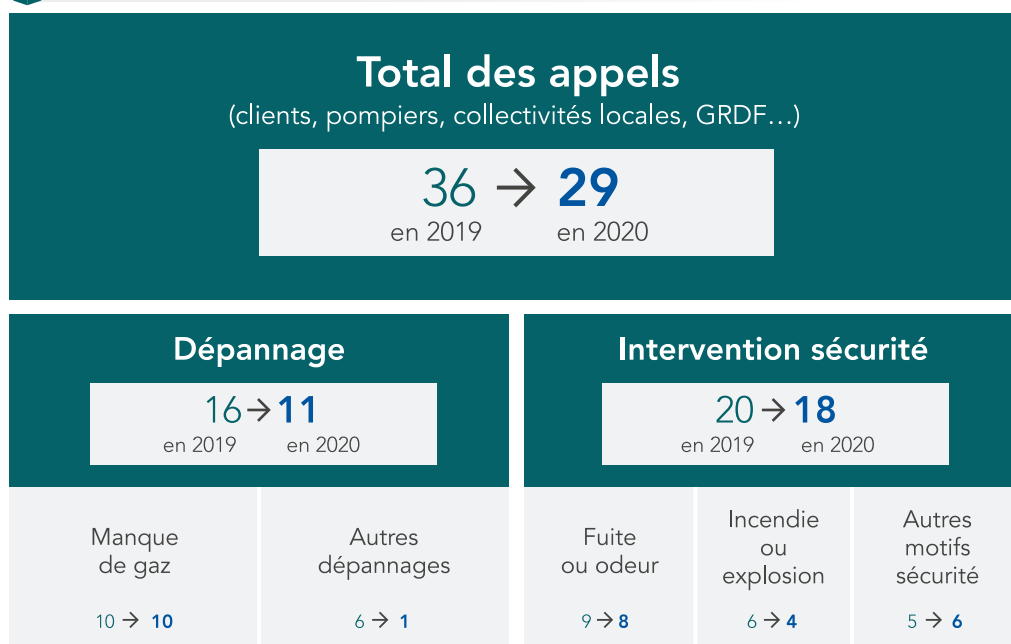 Total des appels
(clients, pompiers, collectivités locales, GRDF…)
36 → 29
en 2019 en 2020
Dépannage
16 → 11
en 2019 en 2020
Manque
de gaz
10 → 10
Autres
dépannages
6 → 1
Intervention sécurité
20 → 18
en 2019 en 2020
Fuite
ou odeur
9 → 8
Incendie
ou
explosion
6 → 4
Autres
motifs
sécurité
5 → 6